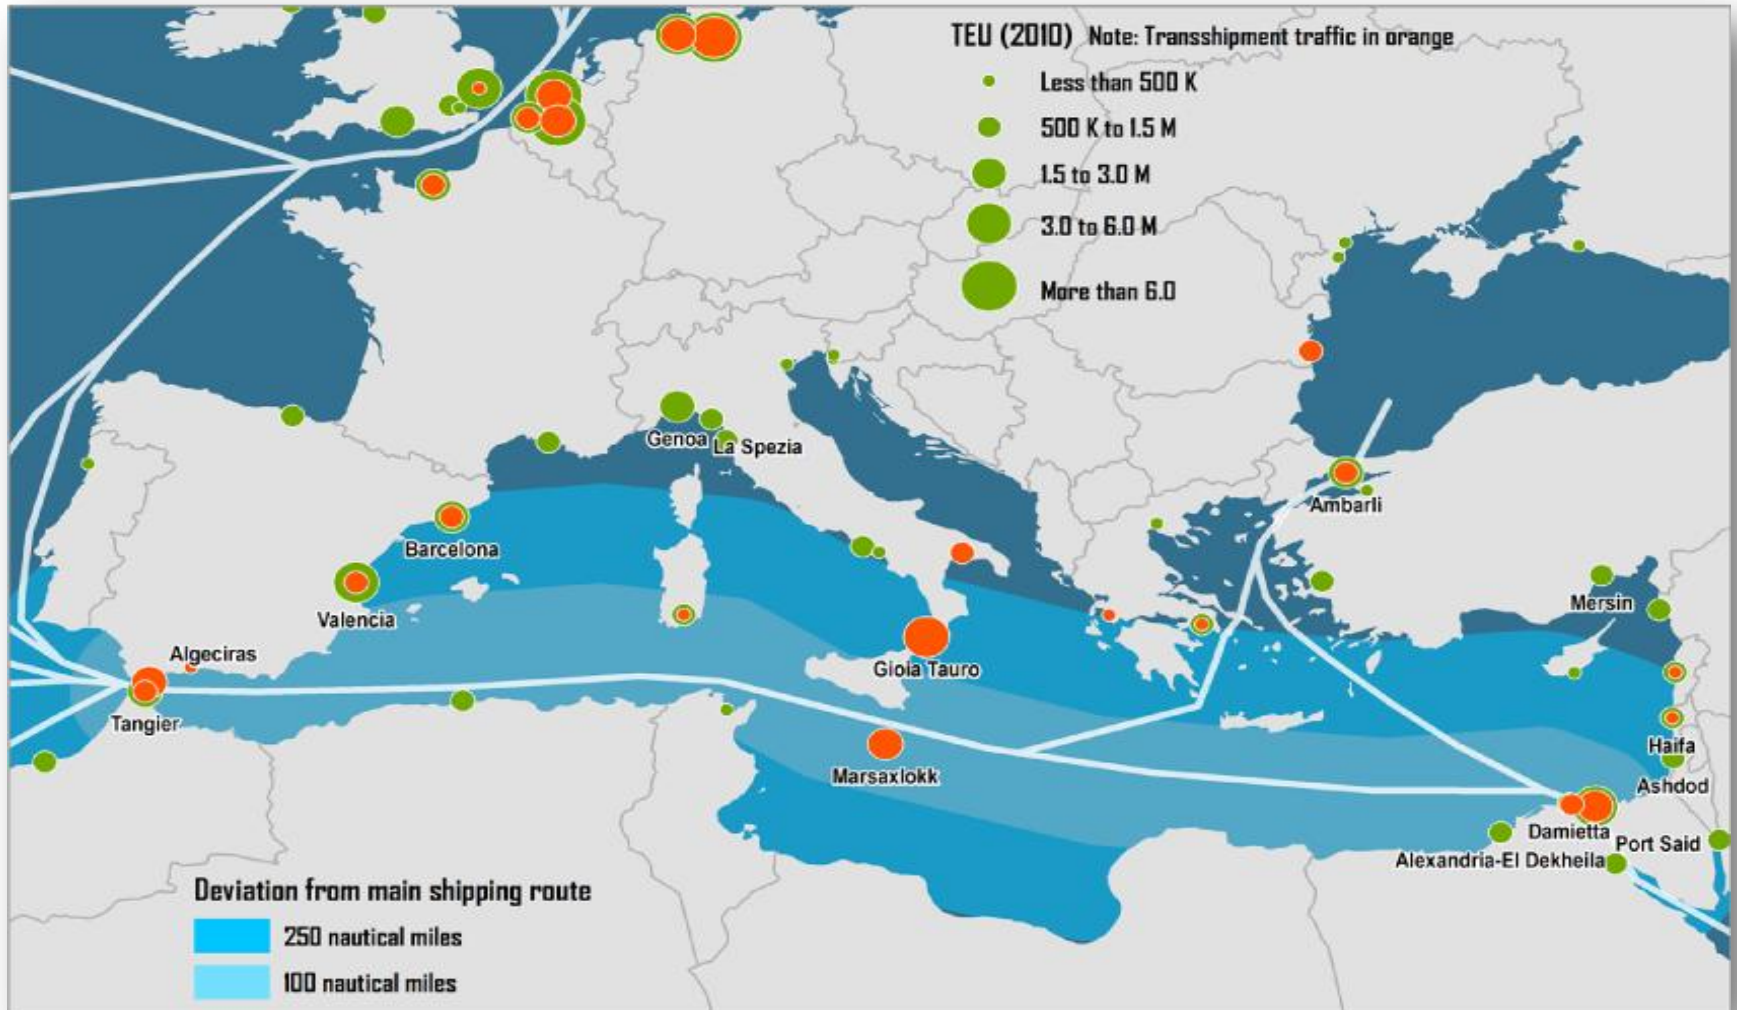 TEU (2010) Note: Transshipment traffic in orange
Less than 500 K
500 K to 1.5 M
1.5 to 3.0 M
3.0 to 6.0 M
More than 6.0
Genoa
La Spezia
Ambarli
Barcelona
Valencia
Mersin
Algeciras
Gioia Tauro
Tangier
Haifa
Marsaxlokk
Ashdod
Damietta
Port Said
Alexandria-El Dekheila
Deviation from main shipping route
250 nautical miles
100 nautical miles